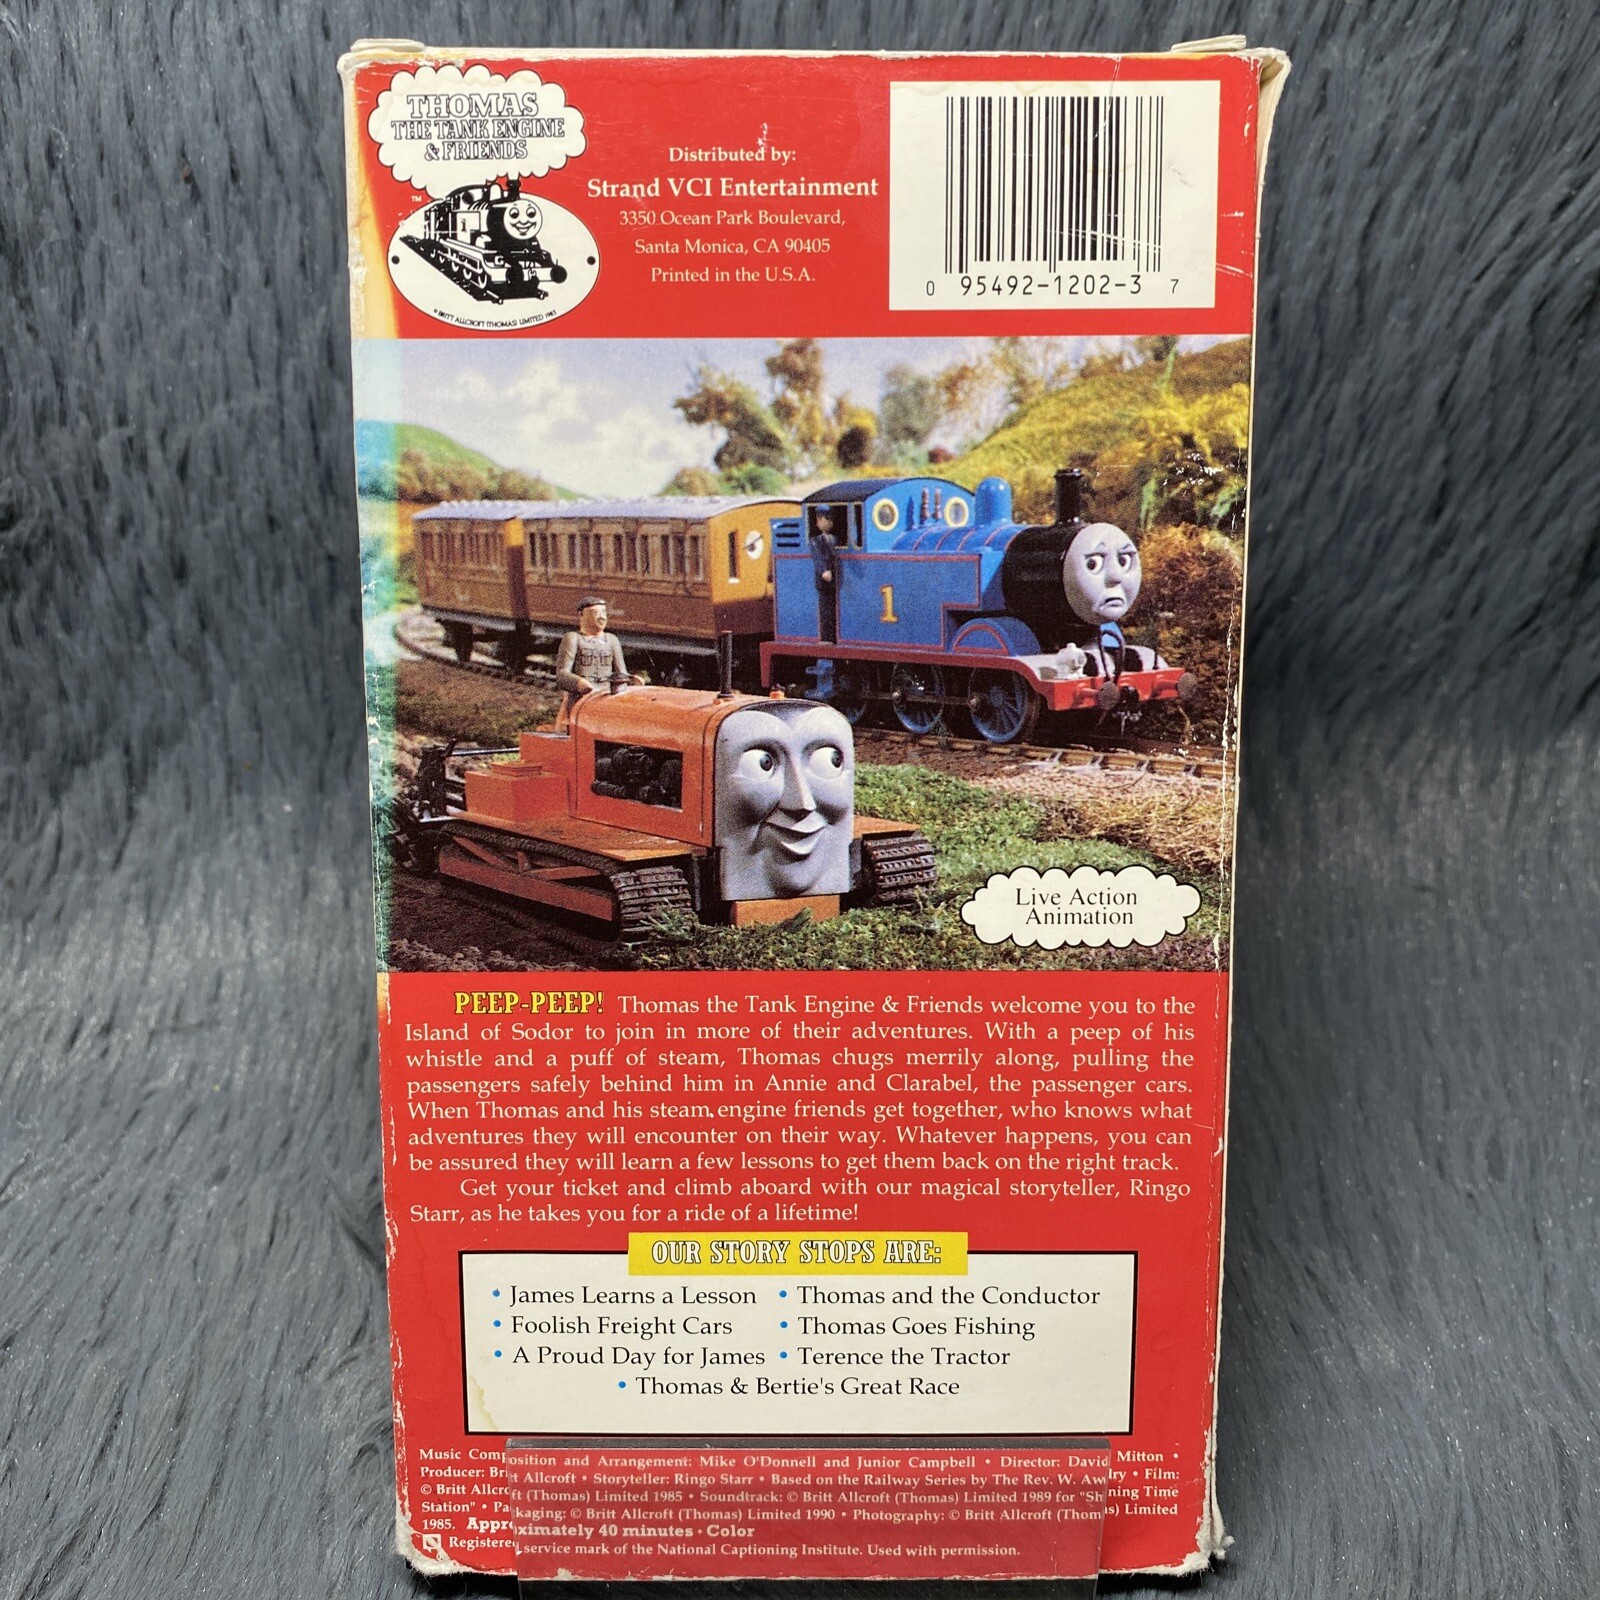 THOMAS
THE TANK ENGINE
& FRIENDS
TM
© BRITT ALLCROFT (THOMAS) LIMITED 1985
Distributed by:
Strand VCI Entertainment
3350 Ocean Park Boulevard,
Santa Monica, CA 90405
Printed in the U.S.A.
0 95492-1202-3 7
1
Live Action
Animation
PEEP-PEEP! Thomas the Tank Engine & Friends welcome you to the
Island of Sodor to join in more of their adventures. With a peep of his
whistle and a puff of steam, Thomas chugs merrily along, pulling the
passengers safely behind him in Annie and Clarabel, the passenger cars.
When Thomas and his steam engine friends get together, who knows what
adventures they will encounter on their way. Whatever happens, you can
be assured they will learn a few lessons to get them back on the right track.
Get your ticket and climb aboard with our magical storyteller, Ringo
Starr, as he takes you for a ride of a lifetime!
OUR STORY STOPS ARE:
• James Learns a Lesson • Thomas and the Conductor
• Foolish Freight Cars • Thomas Goes Fishing
• A Proud Day for James • Terence the Tractor
• Thomas & Bertie's Great Race
Music Composition and Arrangement: Mike O'Donnell and Junior Campbell • Director: David Mitton •
Producer: Britt Allcroft • Storyteller: Ringo Starr • Based on the Railway Series by The Rev. W. Awdry • Film:
© Britt Allcroft (Thomas) Limited 1985 • Soundtrack: © Britt Allcroft (Thomas) Limited 1989 for "Shining Time
Station" • Packaging: © Britt Allcroft (Thomas) Limited 1990 • Photography: © Britt Allcroft (Thomas) Limited
1985. Approximately 40 minutes • Color
Registered service mark of the National Captioning Institute. Used with permission.